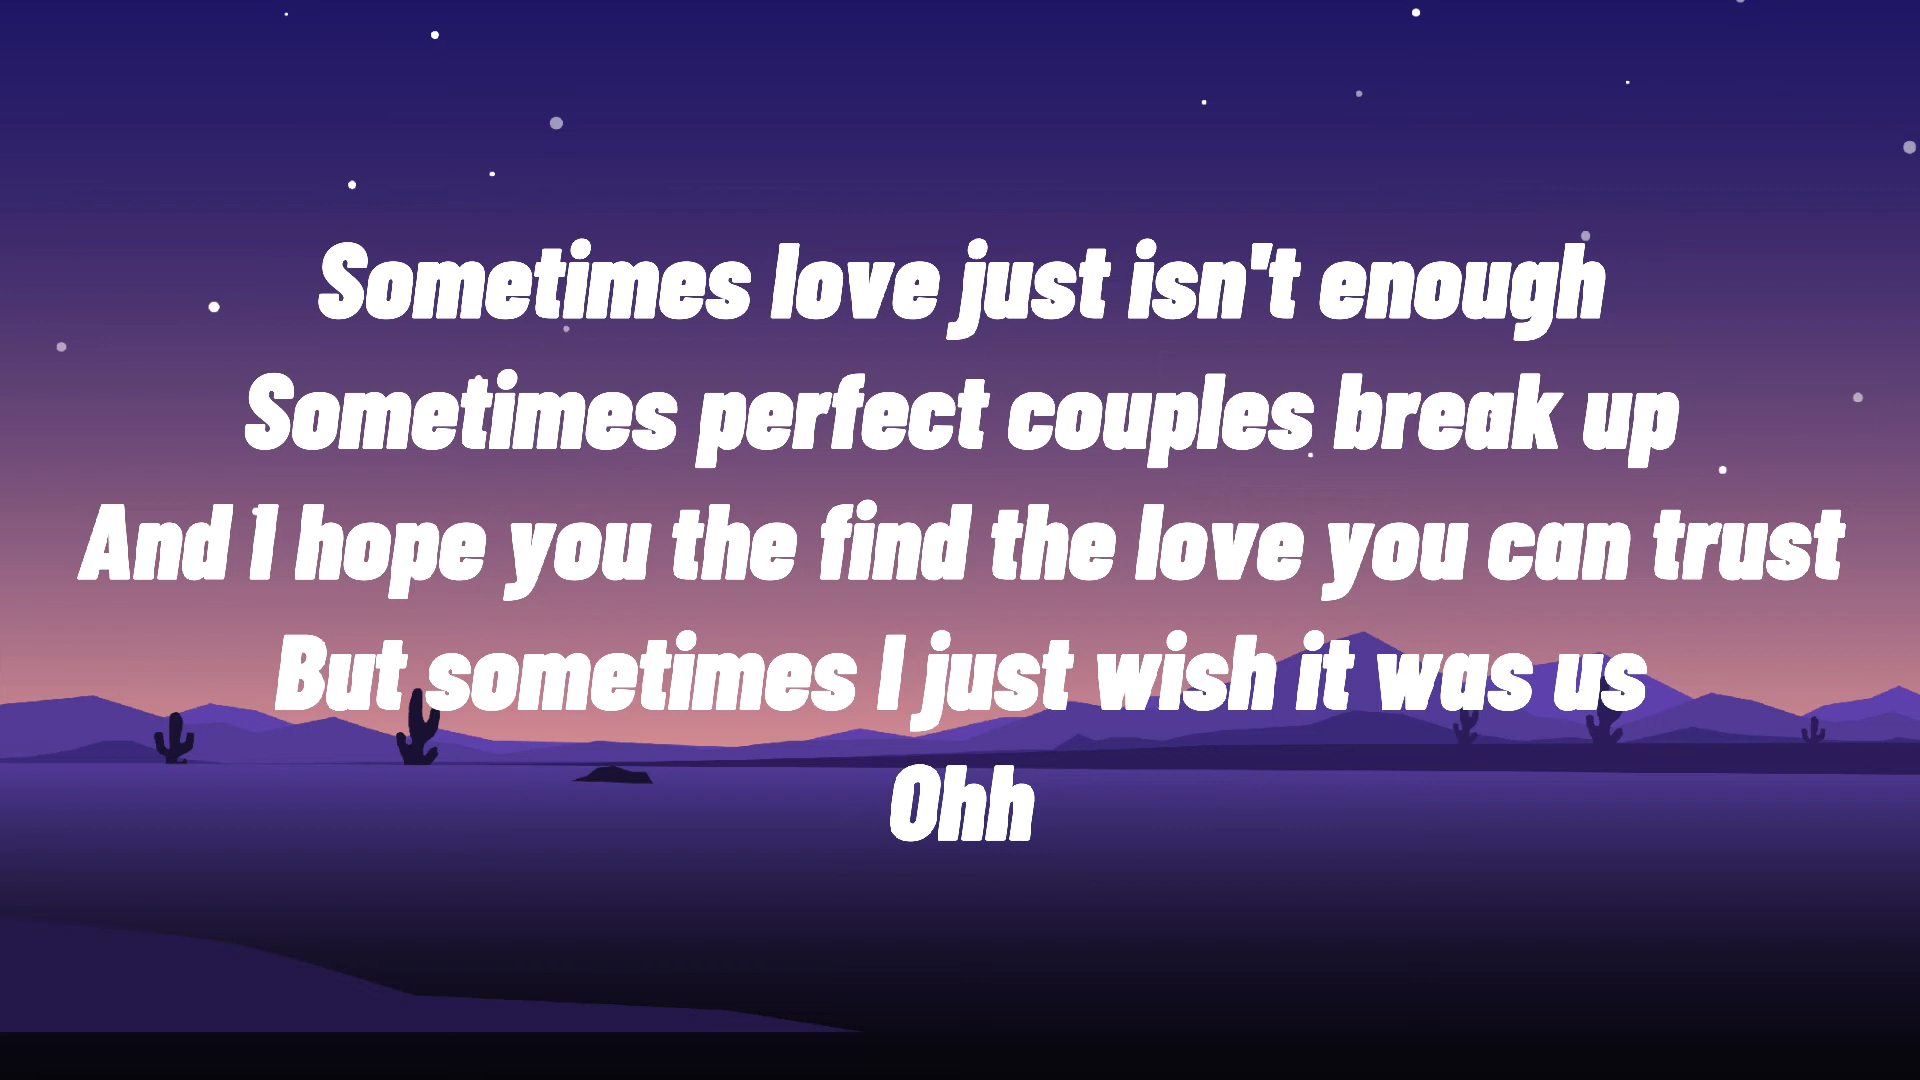 Sometimes love just isn't enough
Sometimes perfect couples break up
And I hope you the find the love you can trust
But sometimes I just wish it was us
Ohh